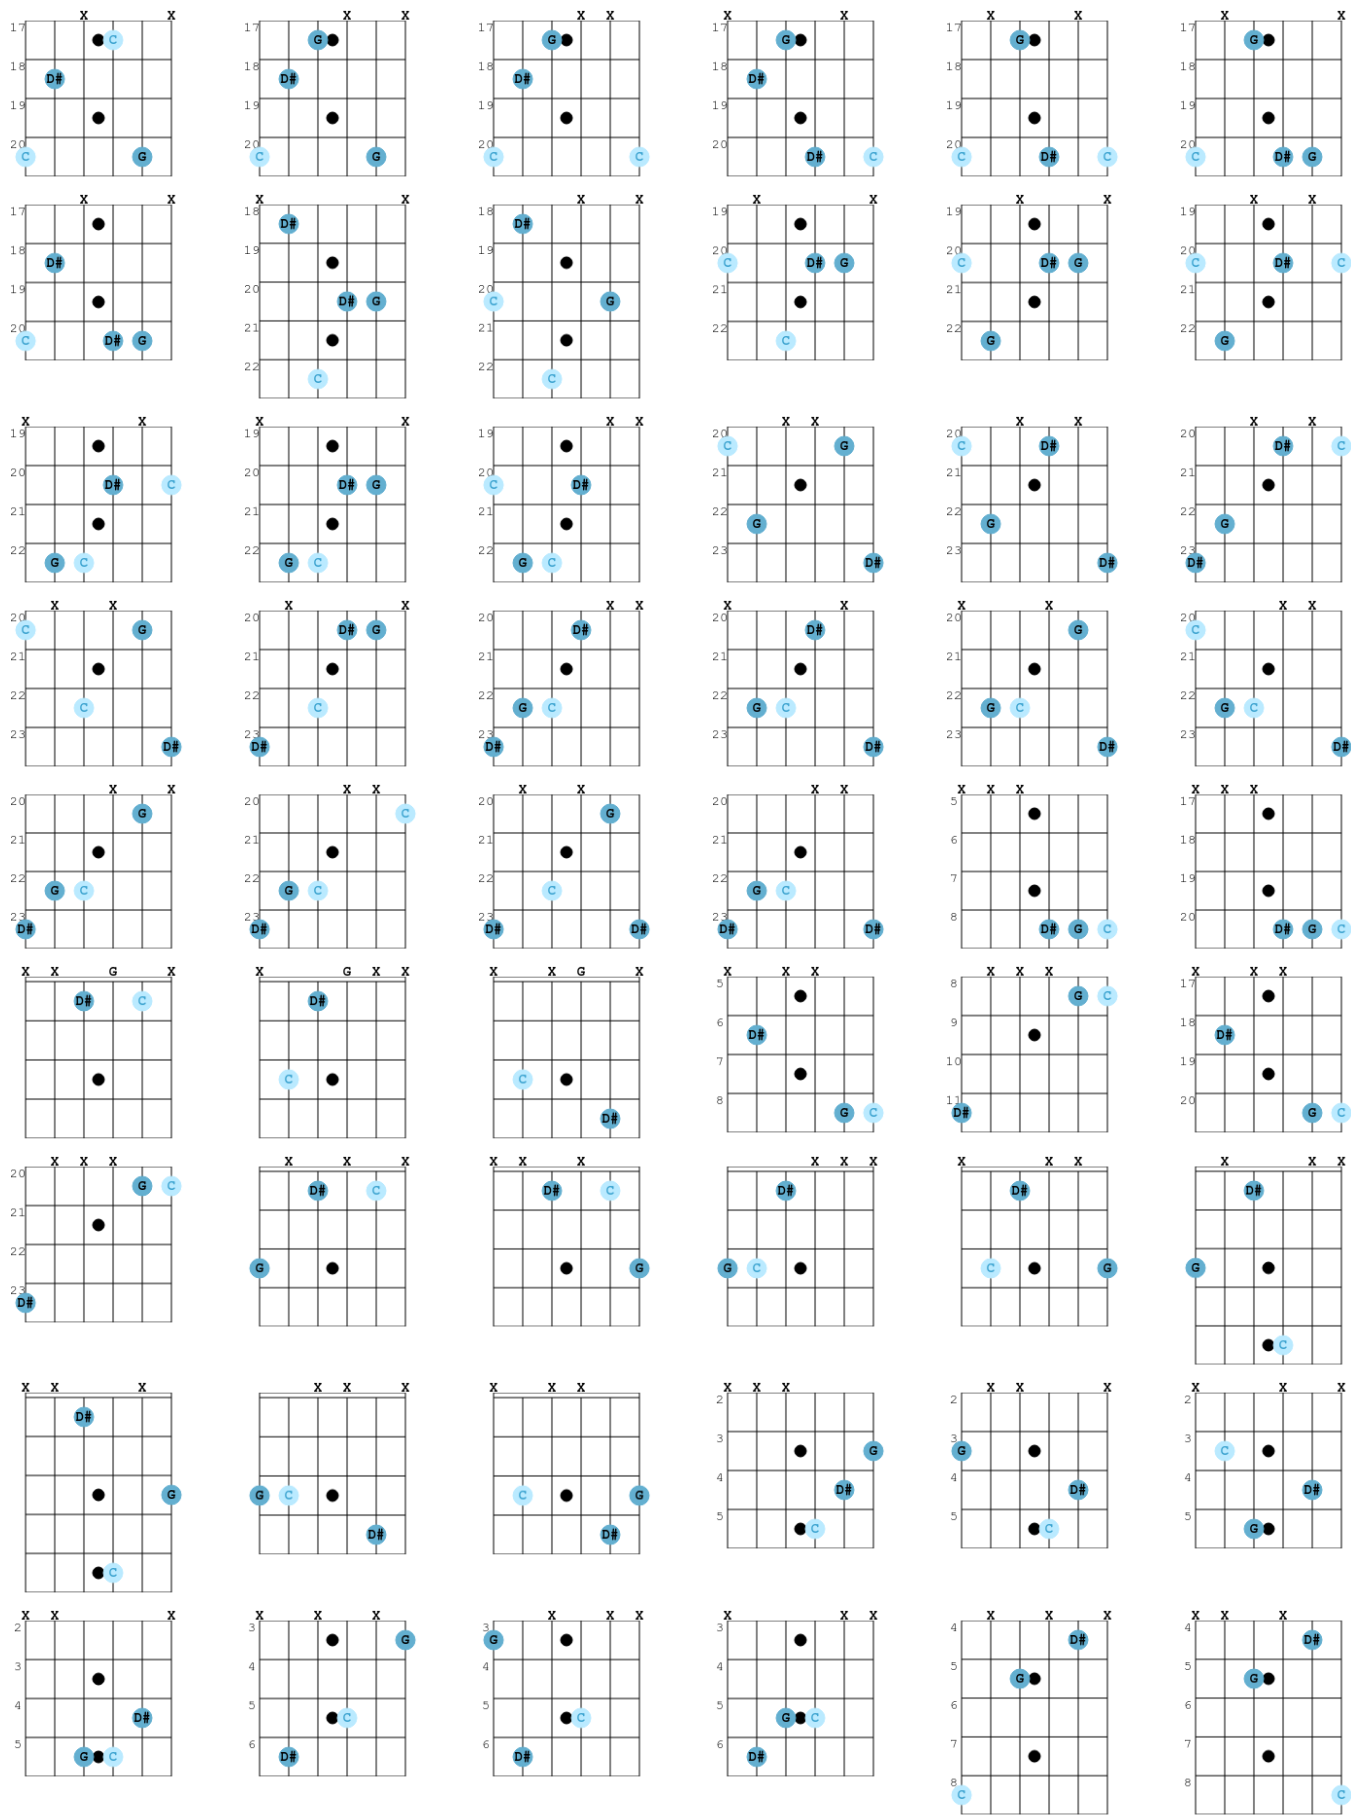 X X X X X X X X X X X X
17 C 17 G 17 G 17 G 17 G 17 G
18 D# 18 D# 18 D# 18 D# 18 18
19 19 19 19 19 19
20 C G 20 C G 20 C C 20 D# C 20 C D# C 20 C D# G
X X X X X X X X X X X X
17 18 D# 18 D# 19 19 19
18 D# 19 19 20 C D# G 20 C D# G 20 C D# C
19 20 D# G 20 C G 21 21 21
20 C D# G 21 21 22 C 22 G 22 G
22 C 22 C
X X X X X X X X X X X X
19 19 19 20 C G 20 C D# 20 D# C
20 D# C 20 D# G 20 C D# 21 21 21
21 21 21 22 G 22 G 22 G
22 G C 22 G C 22 G C 23 D# 23 D# 23 D#
X X X X X X X X X X X X
20 C G 20 D# G 20 D# 20 D# 20 G 20 C
21 21 21 21 21 21
22 C 22 C 22 G C 22 G C 22 G C 22 G C
23 D# 23 D# 23 D# 23 D# 23 D# 23 D#
X X X X X X X X X X X X X X
20 G 20 C 20 G 20 5 17
21 21 21 21 6 18
22 G C 22 G C 22 C 22 G C 7 19
23 D# 23 D# 23 D# D# 23 D# D# 8 D# G C 20 D# G C
X X G X X G X X X X G X X X X X X X X X X
D# C D# 5 8 G C 17
6 D# 9 18 D#
C C 7 10 19
D# 8 G C 11 D# 20 G C
X X X X X X X X X X X X X X X X X X
20 G C D# C D# C D# D# D#
21
22 G G G C C G G
23 D#
C
X X X X X X X X X X X X X X X X X X
D# 2 2 2
3 G 3 G 3 C
G G C C G 4 D# 4 D# 4 D#
D# D# 5 C 5 C 5 G
C
X X X X X X X X X X X X X X X X X X
2 3 G 3 G 3 4 D# 4 D#
3 4 4 4 5 G 5 G
4 D# 5 C 5 C 5 G C 6 6
5 G C 6 D# 6 D# 6 D# 7 7
8 C 8 C